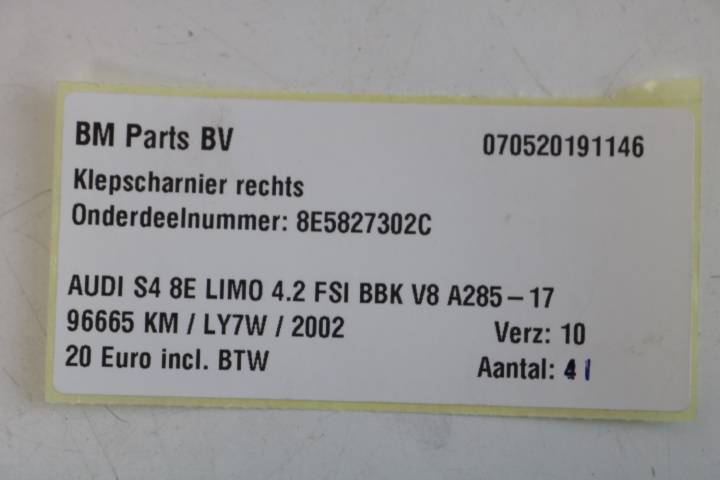 BM Parts BV 070520191146
Klepscharnier rechts
Onderdeelnummer: 8E5827302C
AUDI S4 8E LIMO 4.2 FSI BBK V8 A285-17
96665 KM / LY7W / 2002 Verz: 10
20 Euro incl. BTW Aantal: 4 1